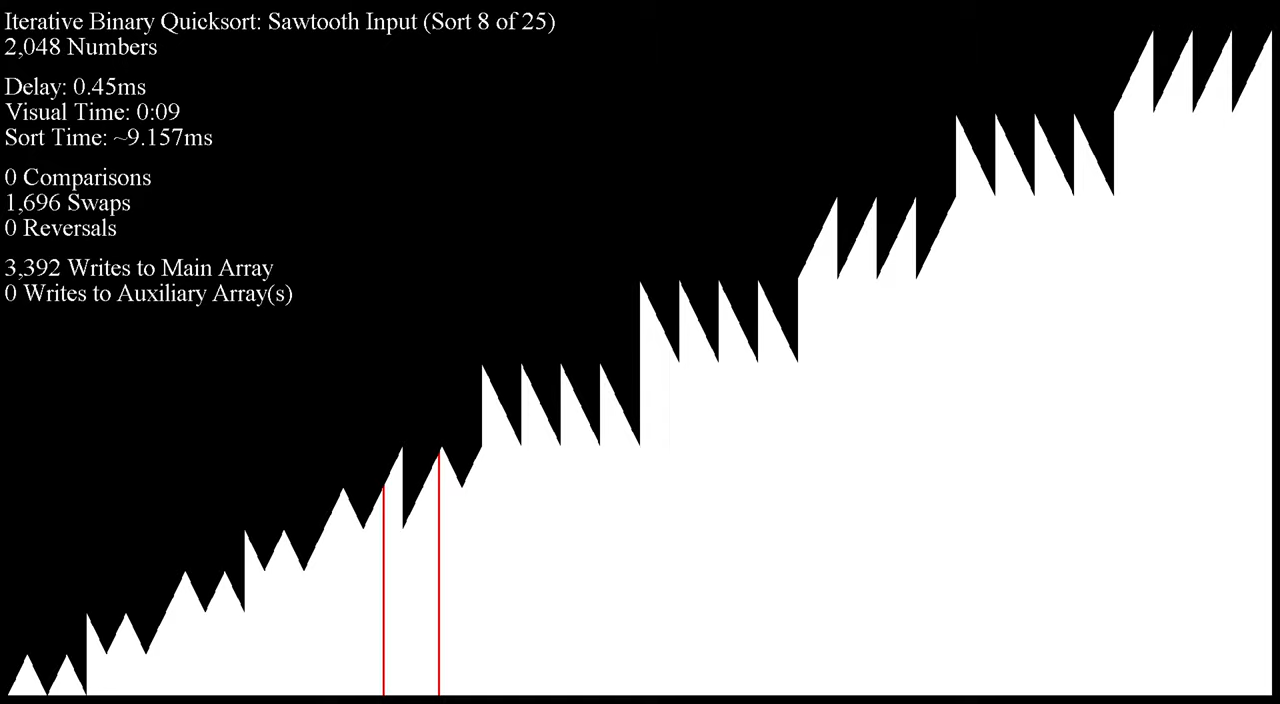 Iterative Binary Quicksort: Sawtooth Input (Sort 8 of 25)
2,048 Numbers
Delay: 0.45ms
Visual Time: 0:09
Sort Time: ~9.157ms
0 Comparisons
1,696 Swaps
0 Reversals
3,392 Writes to Main Array
0 Writes to Auxiliary Array(s)